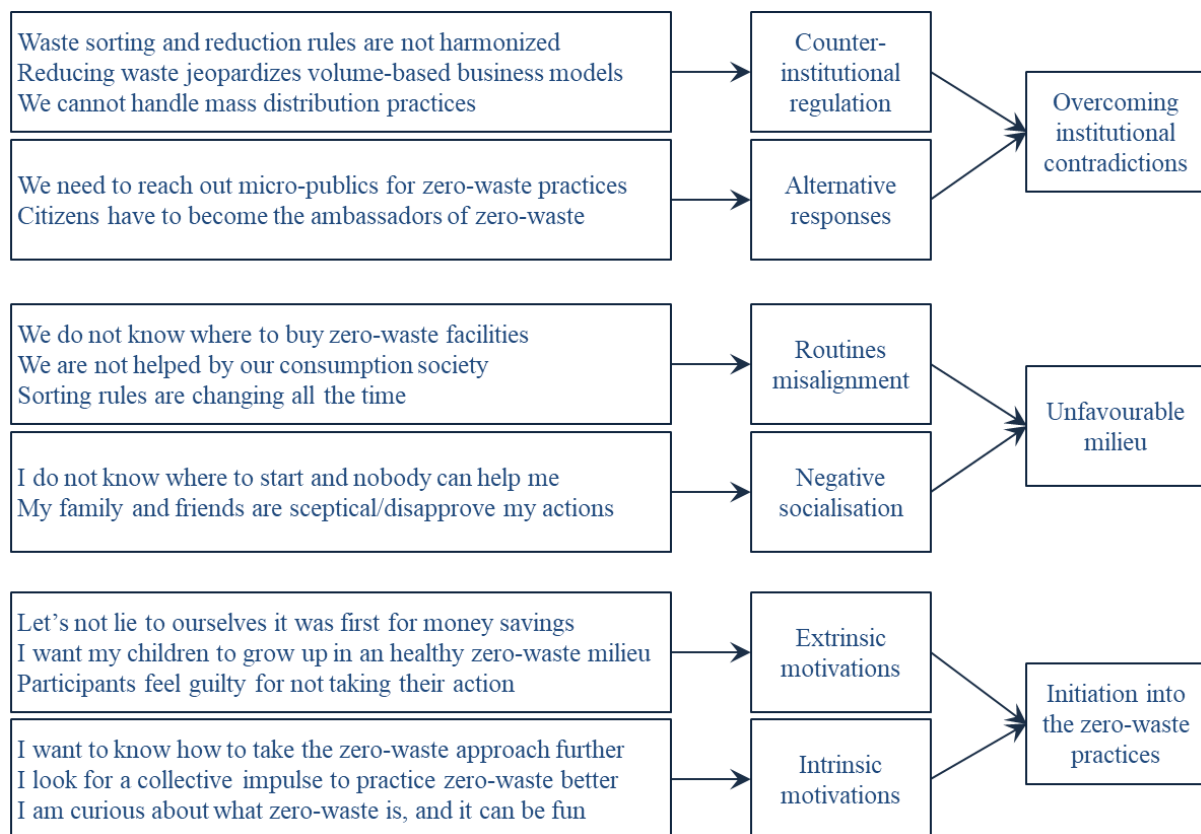 Waste sorting and reduction rules are not harmonized
Reducing waste jeopardizes volume-based business models
We cannot handle mass distribution practices
Counter-
institutional
regulation
We need to reach out micro-publics for zero-waste practices
Citizens have to become the ambassadors of zero-waste
Alternative
responses
Overcoming
institutional
contradictions
We do not know where to buy zero-waste facilities
We are not helped by our consumption society
Sorting rules are changing all the time
Routines
misalignment
I do not know where to start and nobody can help me
My family and friends are sceptical/disapprove my actions
Negative
socialisation
Unfavourable
milieu
Let's not lie to ourselves it was first for money savings
I want my children to grow up in an healthy zero-waste milieu
Participants feel guilty for not taking their action
Extrinsic
motivations
I want to know how to take the zero-waste approach further
I look for a collective impulse to practice zero-waste better
I am curious about what zero-waste is, and it can be fun
Intrinsic
motivations
Initiation into
the zero-waste
practices